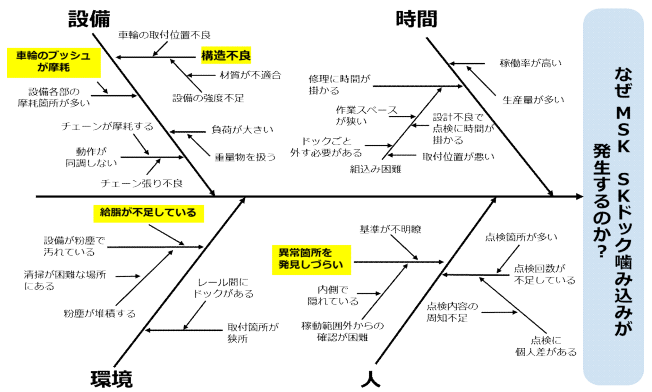 設備
時間
車輪の取付位置不良
構造不良
車輪のブッシュ
が摩耗
材質が不適合
設備の強度不足
設備各部の
摩耗箇所が多い
チェーンが摩耗する
負荷が大きい
動作が
同調しない
重量物を扱う
チェーン張り不良
稼働率が高い
修理に時間が
掛かる
生産量が多い
作業スペース
が狭い
設計不良で
点検に時間が
掛かる
ドックごと
外す必要がある
取付位置が悪い
組込み困難
なぜ MSK SKドック噛み込みが
発生するのか?
給脂が不足している
設備が粉塵で
汚れている
清掃が困難な場所
にある
レール間に
ドックがある
粉塵が堆積する
取付箇所が
狭所
基準が不明瞭
異常箇所を
発見しづらい
点検箇所が多い
点検回数が
不足している
内側で
隠れている
点検内容の
周知不足
稼動範囲外からの
確認が困難
点検に
個人差がある
環境
人